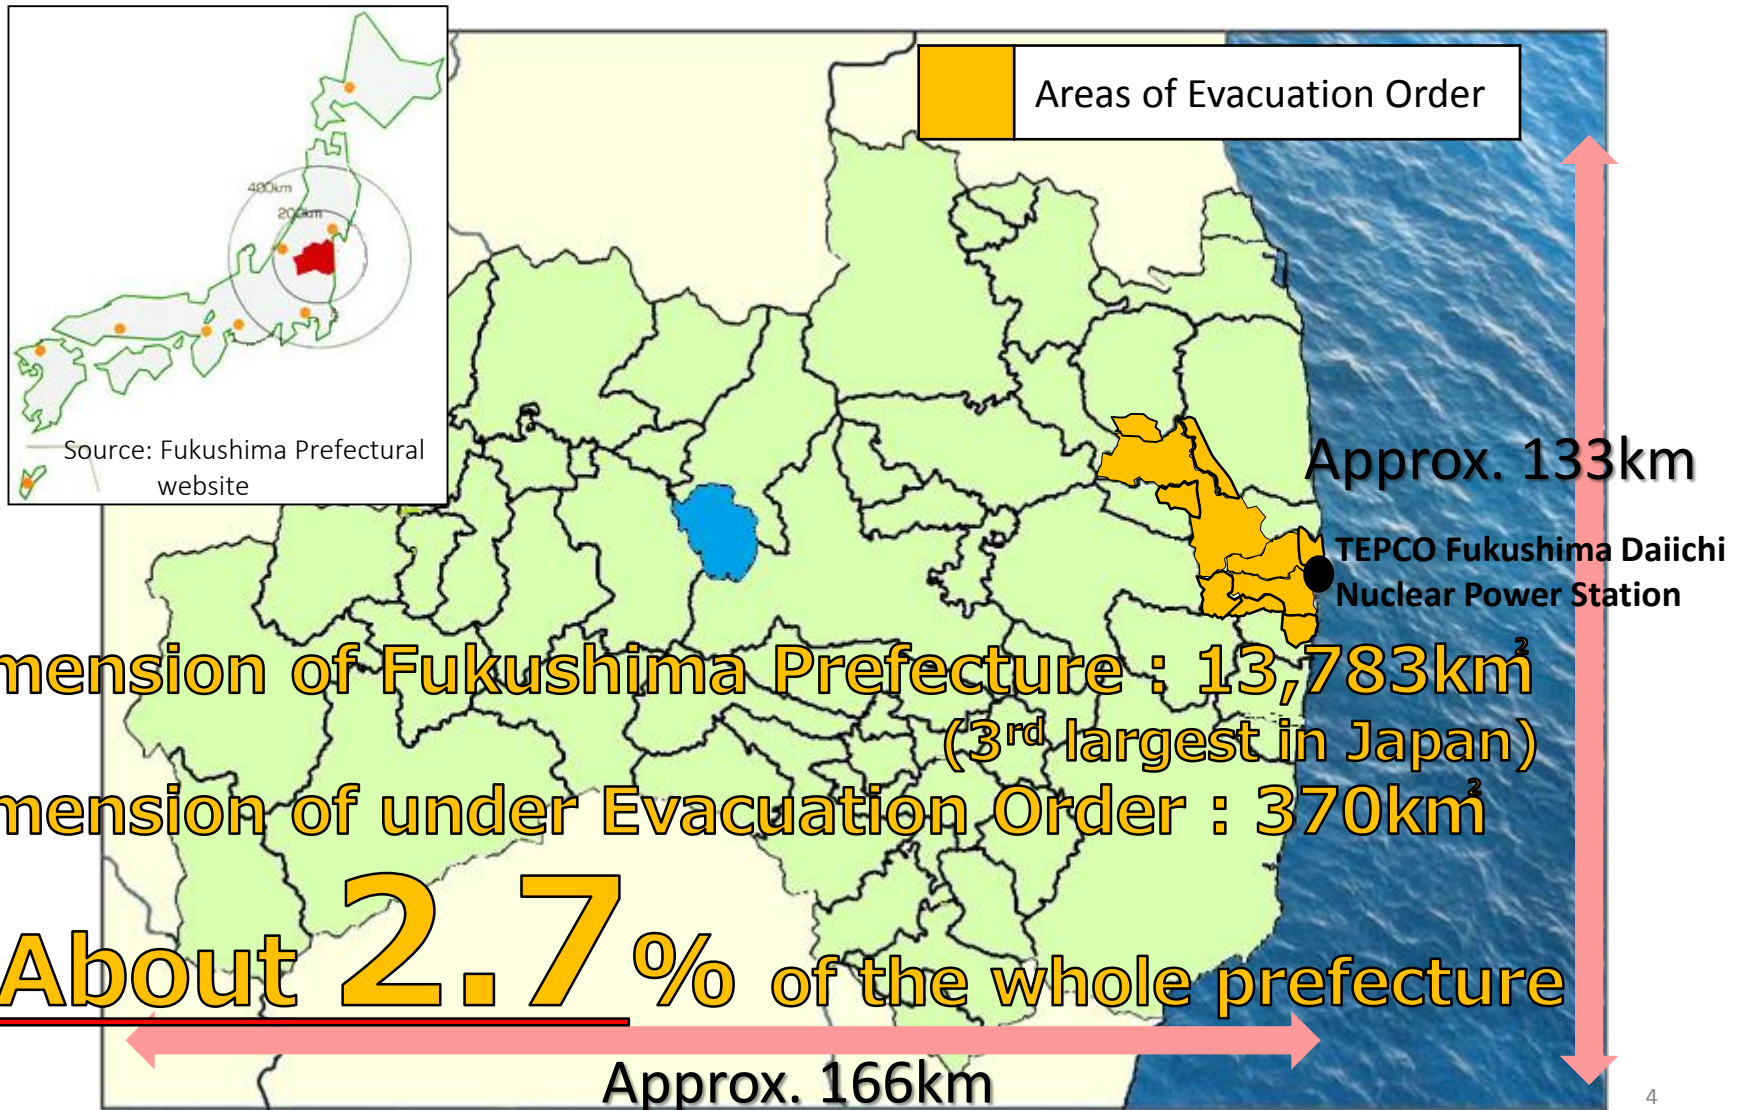 400km
200km
Source: Fukushima Prefectural
website
Areas of Evacuation Order
Approx. 133km
TEPCO Fukushima Daiichi
Nuclear Power Station
mension of Fukushima Prefecture : 13,783km²
(3rd largest in Japan)
mension of under Evacuation Order : 370km²
About 2.7% of the whole prefecture
Approx. 166km
4